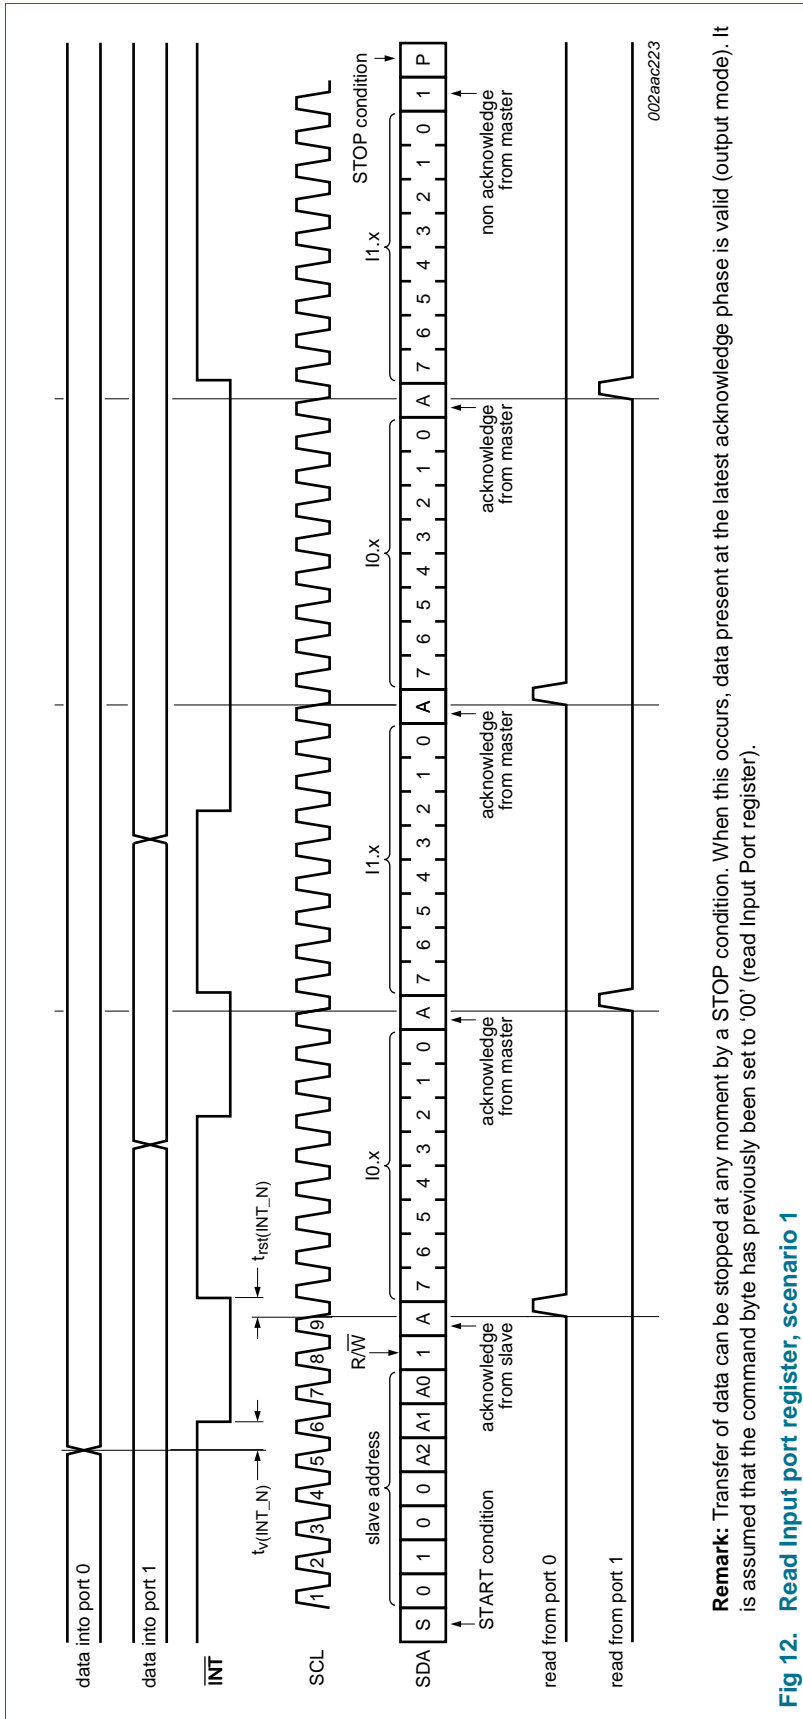 data into port 0
data into port 1
INT
tv(INT_N)
trst(INT_N)
SCL
1 2 3 4 5 6 7 8 9
slave address
R/W
I0.x
I1.x
I0.x
I1.x
STOP condition
SDA
S 0 1 0 0 A2 A1 A0 1 A 7 6 5 4 3 2 1 0 A 7 6 5 4 3 2 1 0 A 7 6 5 4 3 2 1 0 A 7 6 5 4 3 2 1 0 1 P
START condition
acknowledge
from slave
acknowledge
from master
acknowledge
from master
acknowledge
from master
non acknowledge
from master
read from port 0
read from port 1
002aac223
Remark: Transfer of data can be stopped at any moment by a STOP condition. When this occurs, data present at the latest acknowledge phase is valid (output mode). It
is assumed that the command byte has previously been set to ‘00’ (read Input Port register).
Fig 12. Read Input port register, scenario 1